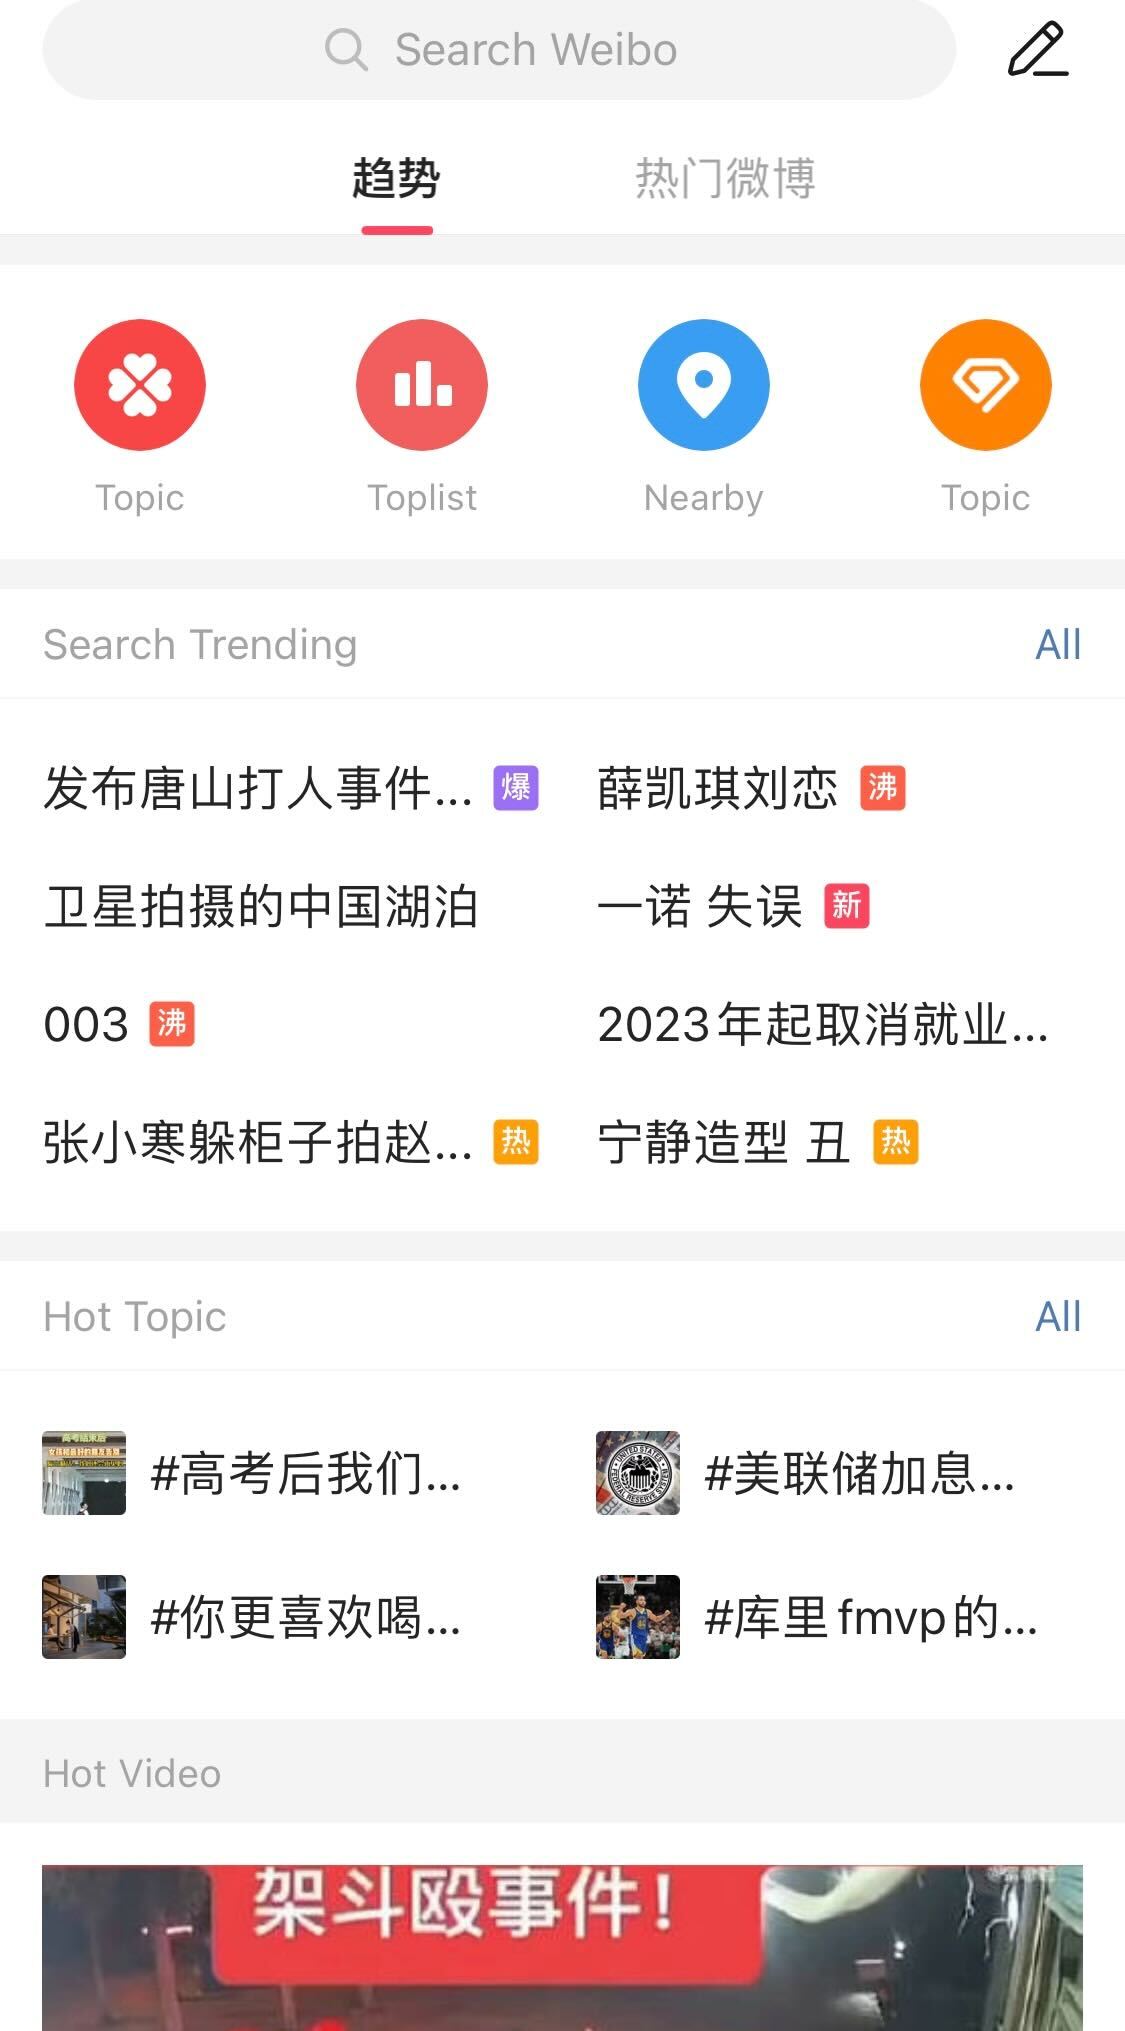 Search Weibo
趋势 热门微博
Topic Toplist Nearby Topic
Search Trending All
发布唐山打人事件... 爆 薛凯琪刘恋 沸
卫星拍摄的中国湖泊 一诺 失误 新
003 沸 2023年起取消就业...
张小寒躲柜子拍赵... 热 宁静造型 丑 热
Hot Topic All
高考结束后
#高考后我们... #美联储加息...
#你更喜欢喝... #库里fmvp的...
Hot Video
架斗殴事件!